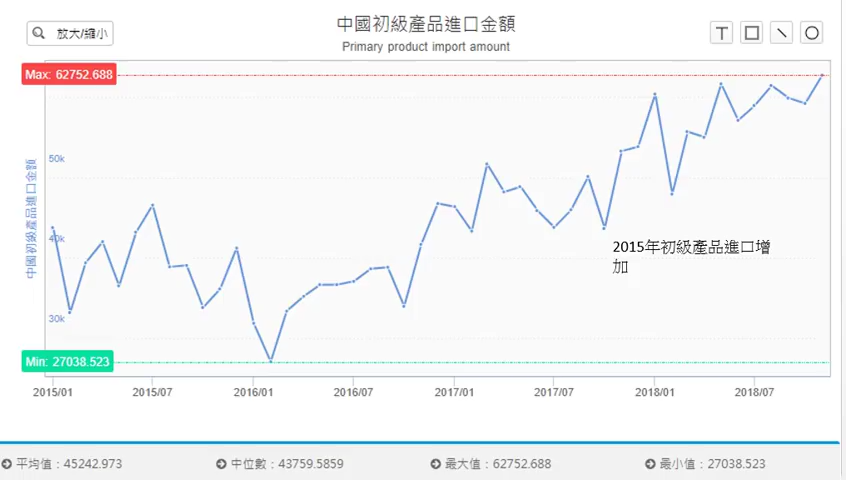 放大/縮小
中國初級產品進口金額
Primary product import amount
T
Max: 62752.688
50k
40k
30k
中國初級產品進口金額
2015年初級產品進口增
加
Min: 27038.523
2015/01 2015/07 2016/01 2016/07 2017/01 2017/07 2018/01 2018/07
平均值：45242.973 中位數：43759.5859 最大值：62752.688 最小值：27038.523